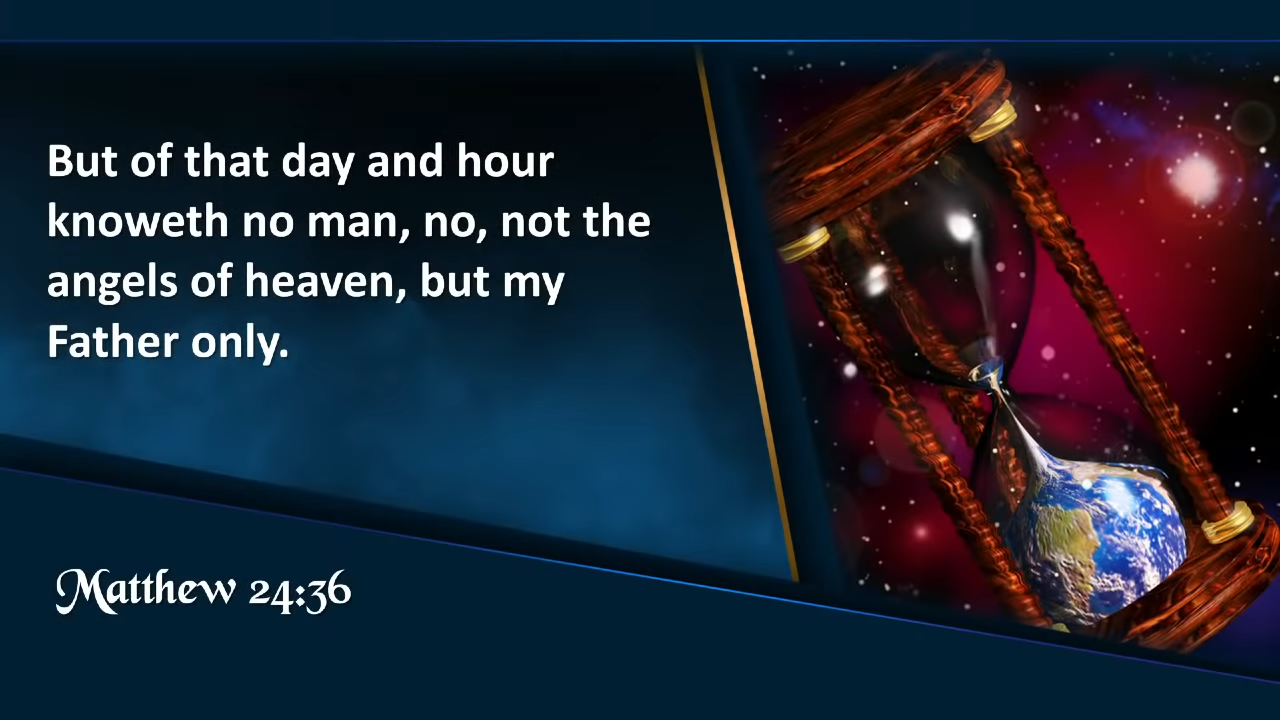 But of that day and hour
knoweth no man, no, not the
angels of heaven, but my
Father only.
Matthew 24:36